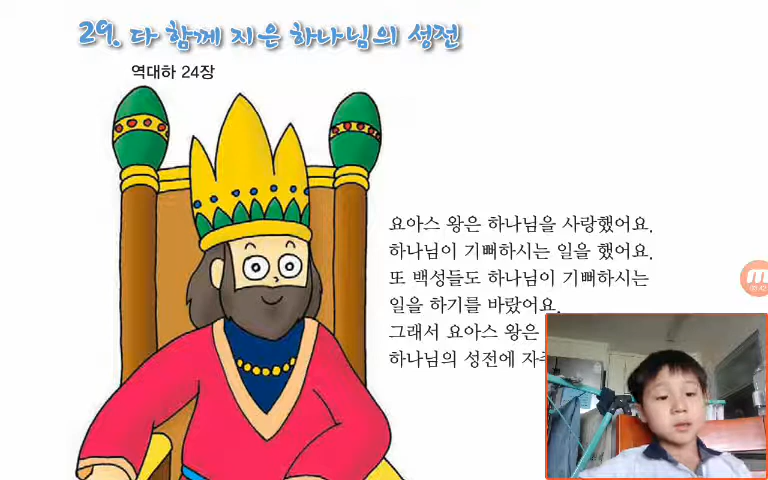 29. 다 함께 지은 하나님의 성전
역대하 24장
요아스 왕은 하나님을 사랑했어요.
하나님이 기뻐하시는 일을 했어요.
또 백성들도 하나님이 기뻐하시는
일을 하기를 바랐어요.
그래서 요아스 왕은
하나님의 성전에